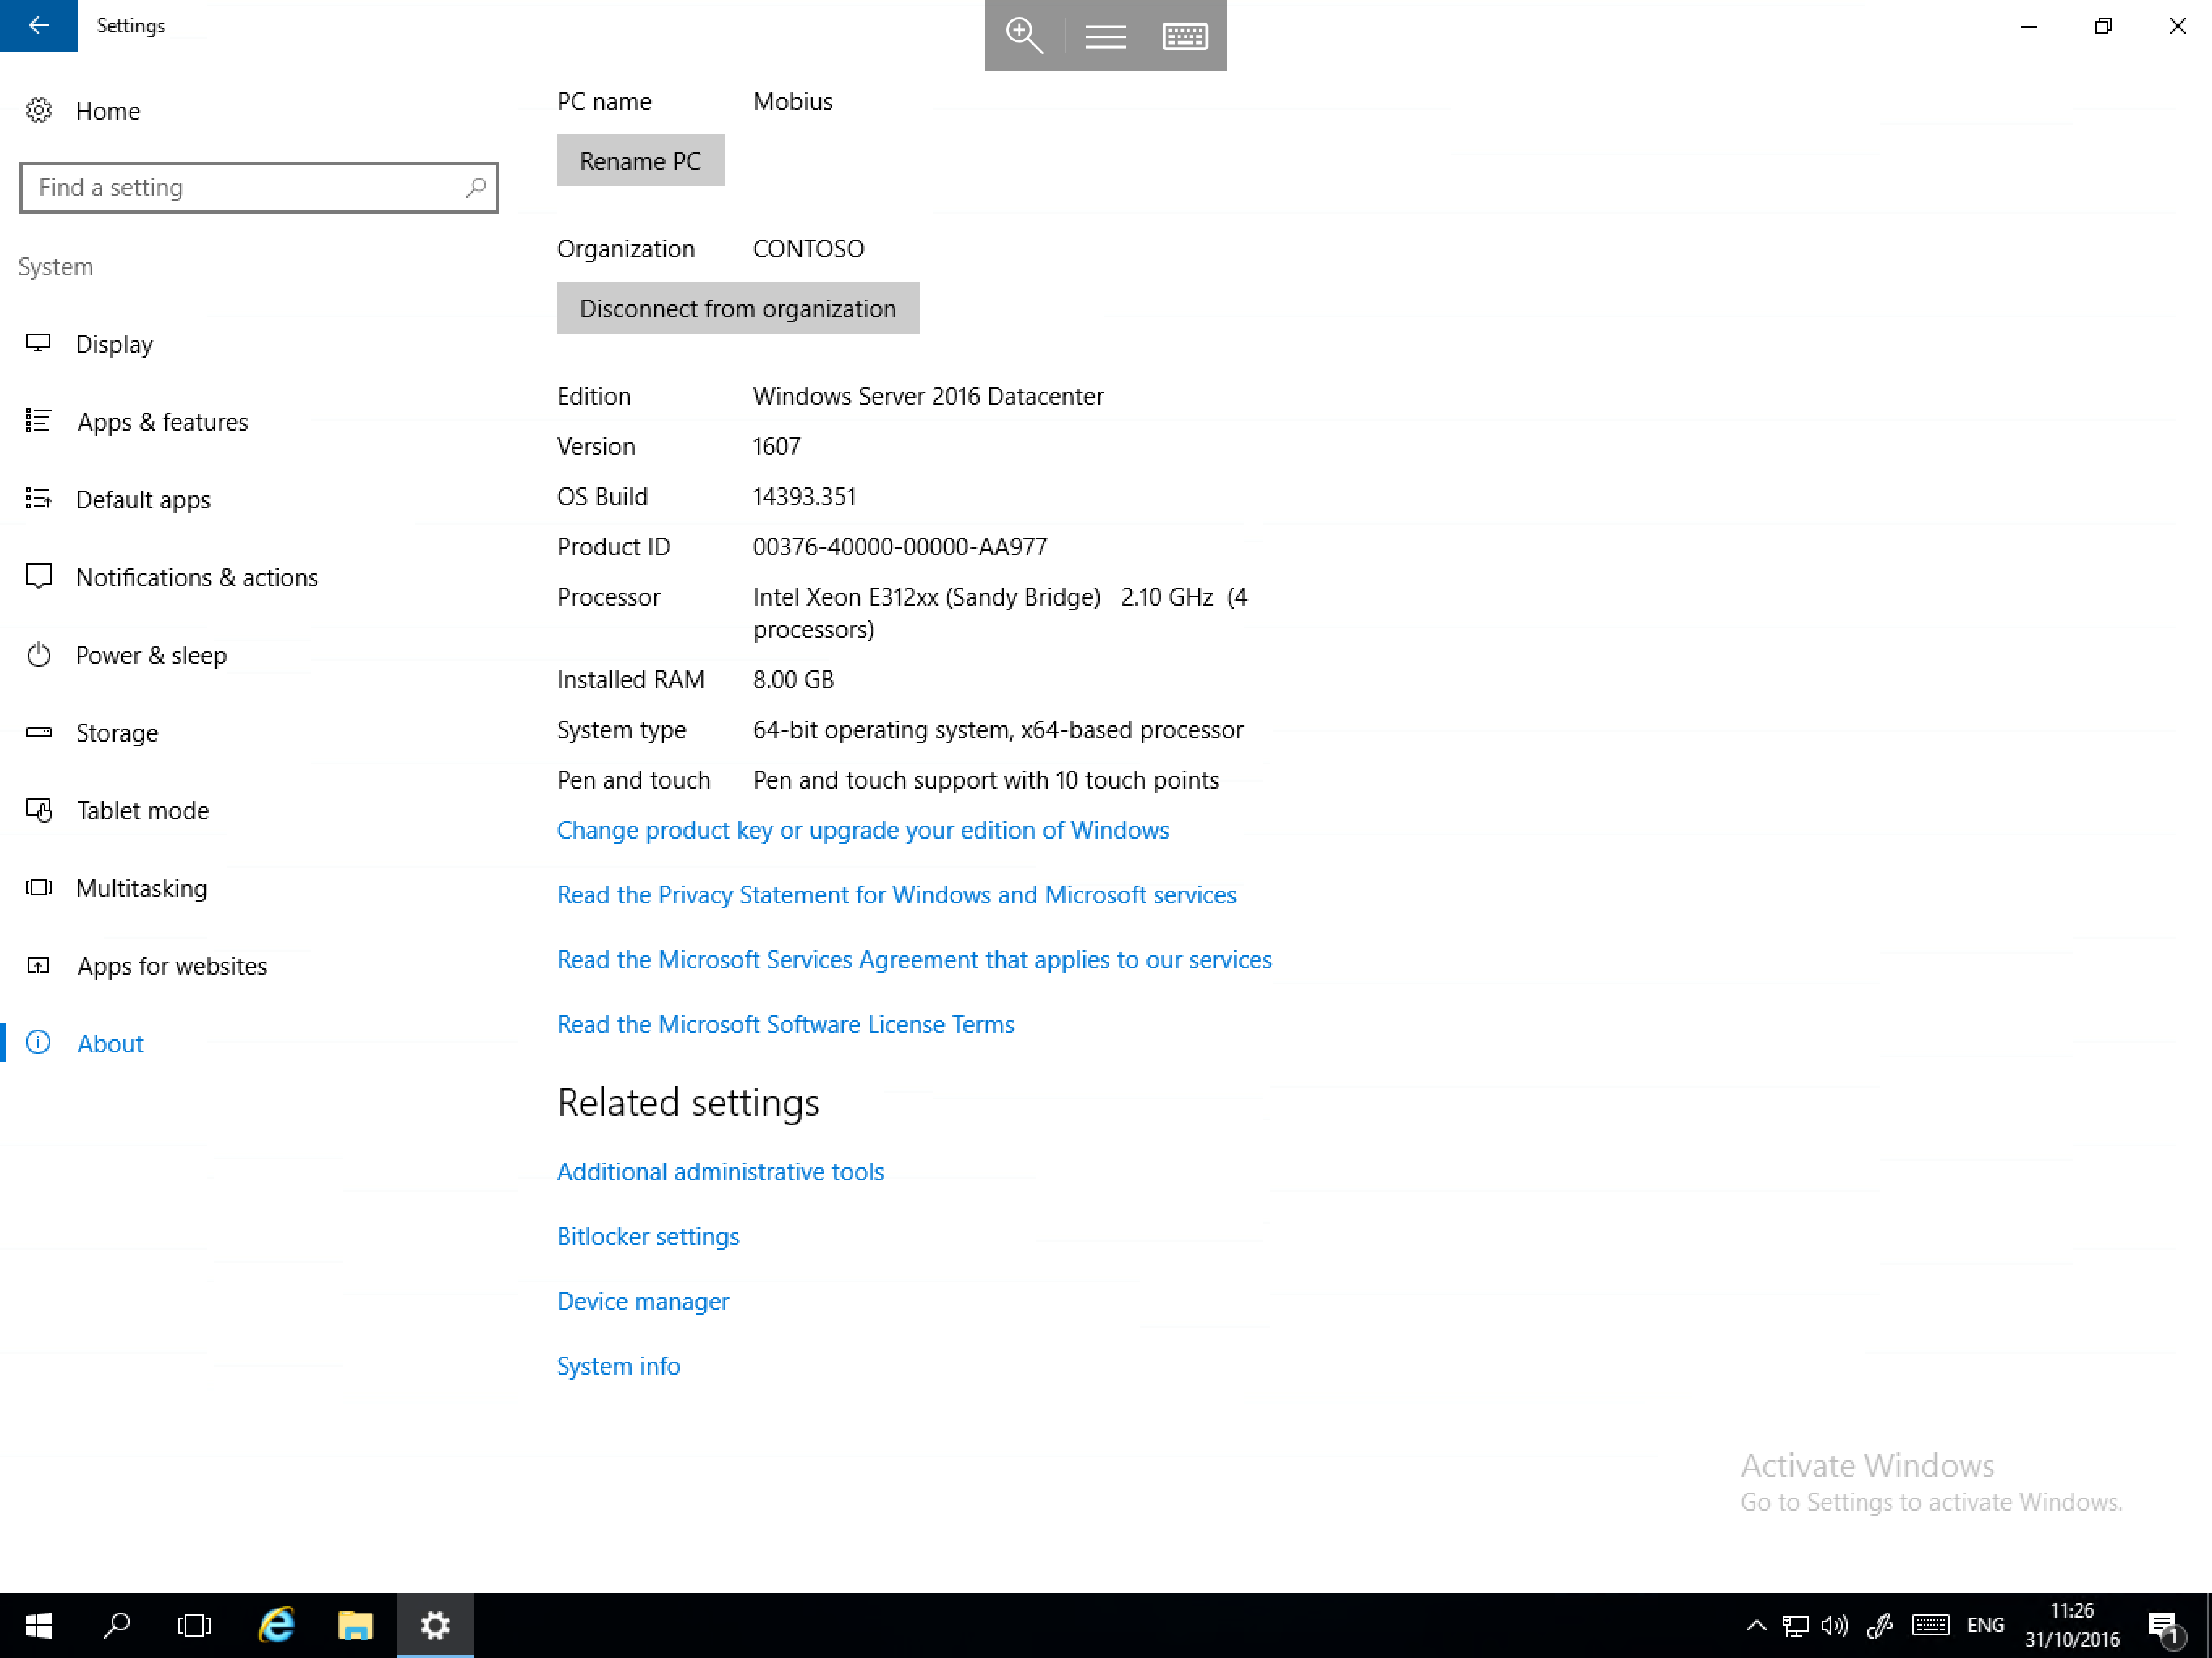 Settings
Home
Find a setting
System
Display
Apps & features
Default apps
Notifications & actions
Power & sleep
Storage
Tablet mode
Multitasking
Apps for websites
About
PC name Mobius
Rename PC
Organization CONTOSO
Disconnect from organization
Edition Windows Server 2016 Datacenter
Version 1607
OS Build 14393.351
Product ID 00376-40000-00000-AA977
Processor Intel Xeon E312xx (Sandy Bridge) 2.10 GHz (4
processors)
Installed RAM 8.00 GB
System type 64-bit operating system, x64-based processor
Pen and touch Pen and touch support with 10 touch points
Change product key or upgrade your edition of Windows
Read the Privacy Statement for Windows and Microsoft services
Read the Microsoft Services Agreement that applies to our services
Read the Microsoft Software License Terms
Related settings
Additional administrative tools
Bitlocker settings
Device manager
System info
Activate Windows
Go to Settings to activate Windows.
ENG
11:26
31/10/2016
1